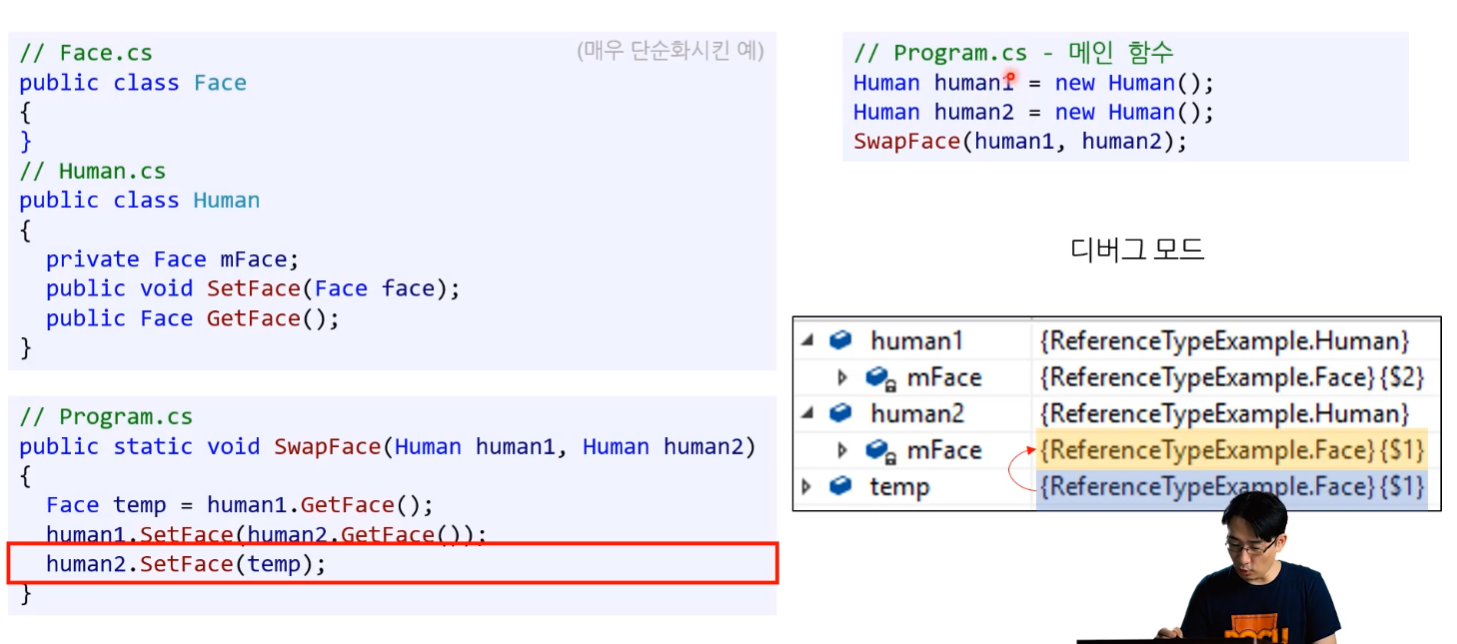 // Face.cs
(매우 단순화시킨 예)
public class Face
{
}
// Human.cs
public class Human
{
private Face mFace;
public void SetFace(Face face);
public Face GetFace();
}
// Program.cs
public static void SwapFace(Human human1, Human human2)
{
Face temp = human1.GetFace();
human1.SetFace(human2.GetFace());
human2.SetFace(temp);
}
// Program.cs - 메인 함수
Human human1 = new Human();
Human human2 = new Human();
SwapFace(human1, human2);
디버그 모드
human1 {ReferenceTypeExample.Human}
mFace {ReferenceTypeExample.Face}{$2}
human2 {ReferenceTypeExample.Human}
mFace {ReferenceTypeExample.Face}{$1}
temp {ReferenceTypeExample.Face}{$1}